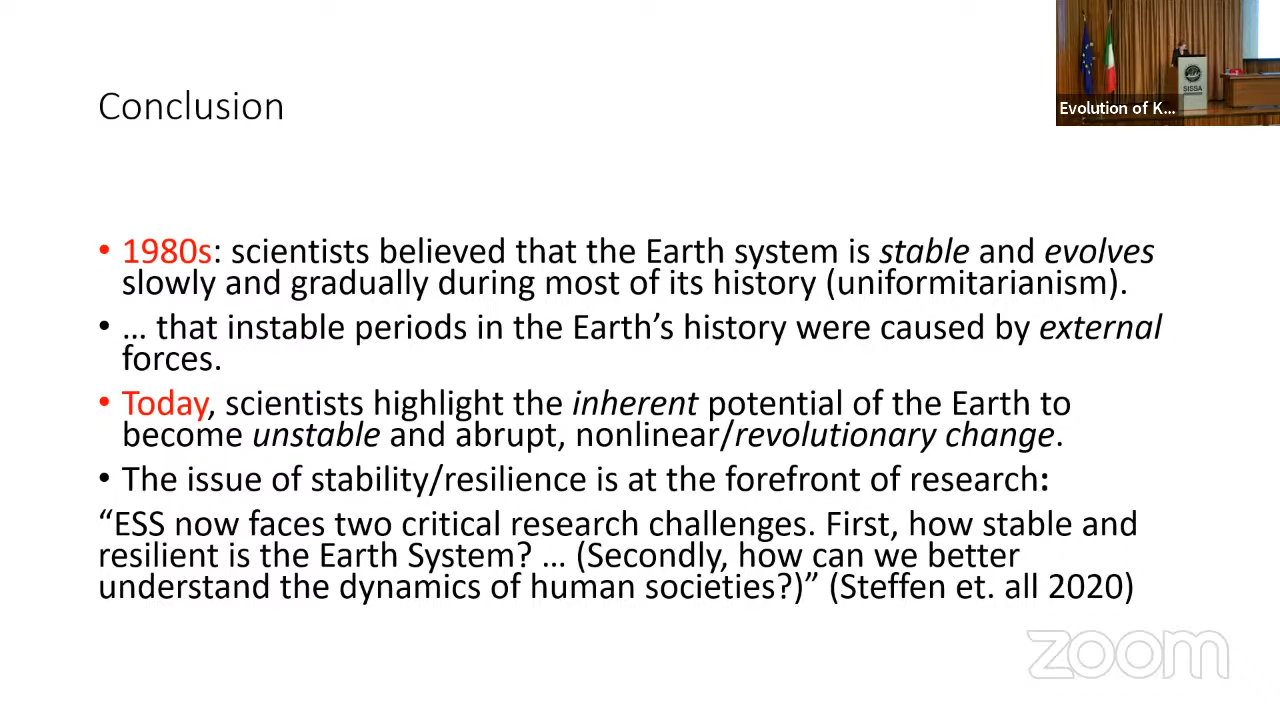 Conclusion
Evolution of K...
SISSA
• 1980s: scientists believed that the Earth system is stable and evolves
slowly and gradually during most of its history (uniformitarianism).
• … that instable periods in the Earth’s history were caused by external
forces.
• Today, scientists highlight the inherent potential of the Earth to
become unstable and abrupt, nonlinear/revolutionary change.
• The issue of stability/resilience is at the forefront of research:
“ESS now faces two critical research challenges. First, how stable and
resilient is the Earth System? … (Secondly, how can we better
understand the dynamics of human societies?)” (Steffen et. all 2020)
zoom